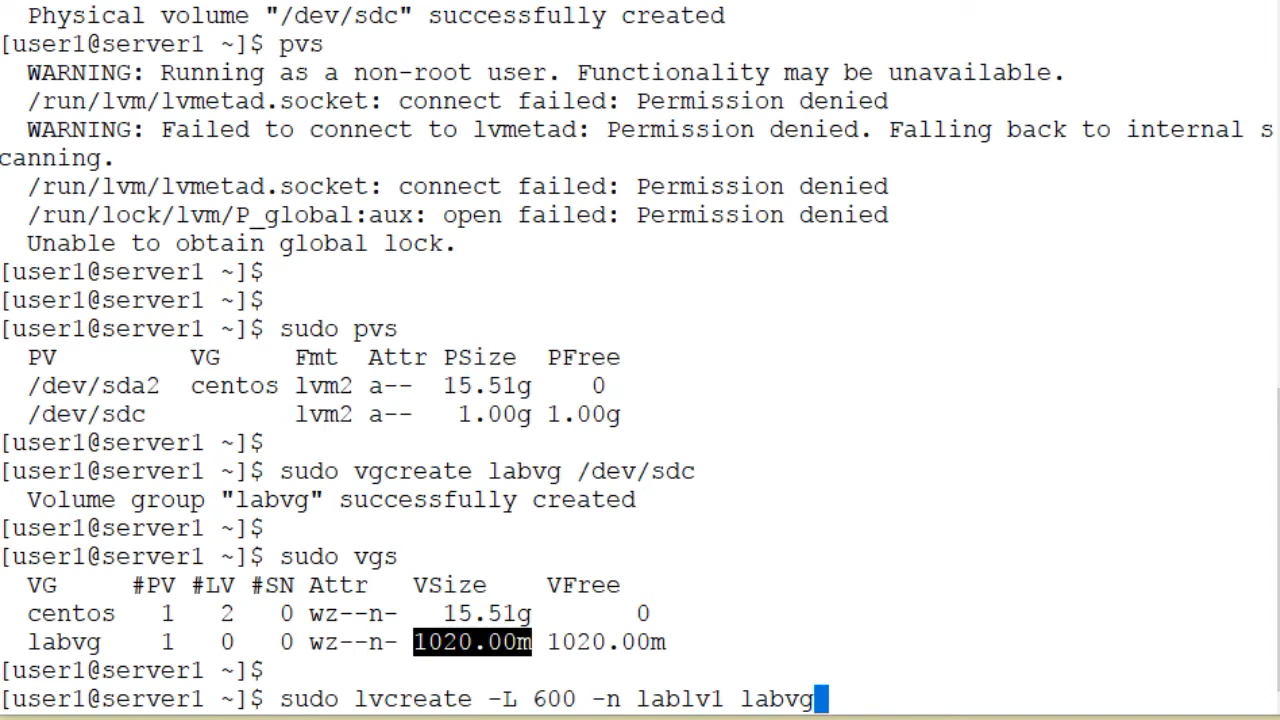 Physical volume "/dev/sdc" successfully created
[user1@server1 ~]$ pvs
WARNING: Running as a non-root user. Functionality may be unavailable.
/run/lvm/lvmetad.socket: connect failed: Permission denied
WARNING: Failed to connect to lvmetad: Permission denied. Falling back to internal s
canning.
/run/lvm/lvmetad.socket: connect failed: Permission denied
/run/lock/lvm/P_global:aux: open failed: Permission denied
Unable to obtain global lock.
[user1@server1 ~]$
[user1@server1 ~]$
[user1@server1 ~]$ sudo pvs
PV         VG     Fmt  Attr PSize  PFree
/dev/sda2  centos lvm2 a--  15.51g    0
/dev/sdc          lvm2 a--   1.00g 1.00g
[user1@server1 ~]$
[user1@server1 ~]$ sudo vgcreate labvg /dev/sdc
Volume group "labvg" successfully created
[user1@server1 ~]$
[user1@server1 ~]$ sudo vgs
VG     #PV #LV #SN Attr   VSize    VFree
centos   1   2   0 wz--n-   15.51g       0
labvg    1   0   0 wz--n- 1020.00m 1020.00m
[user1@server1 ~]$
[user1@server1 ~]$ sudo lvcreate -L 600 -n lablv1 labvg